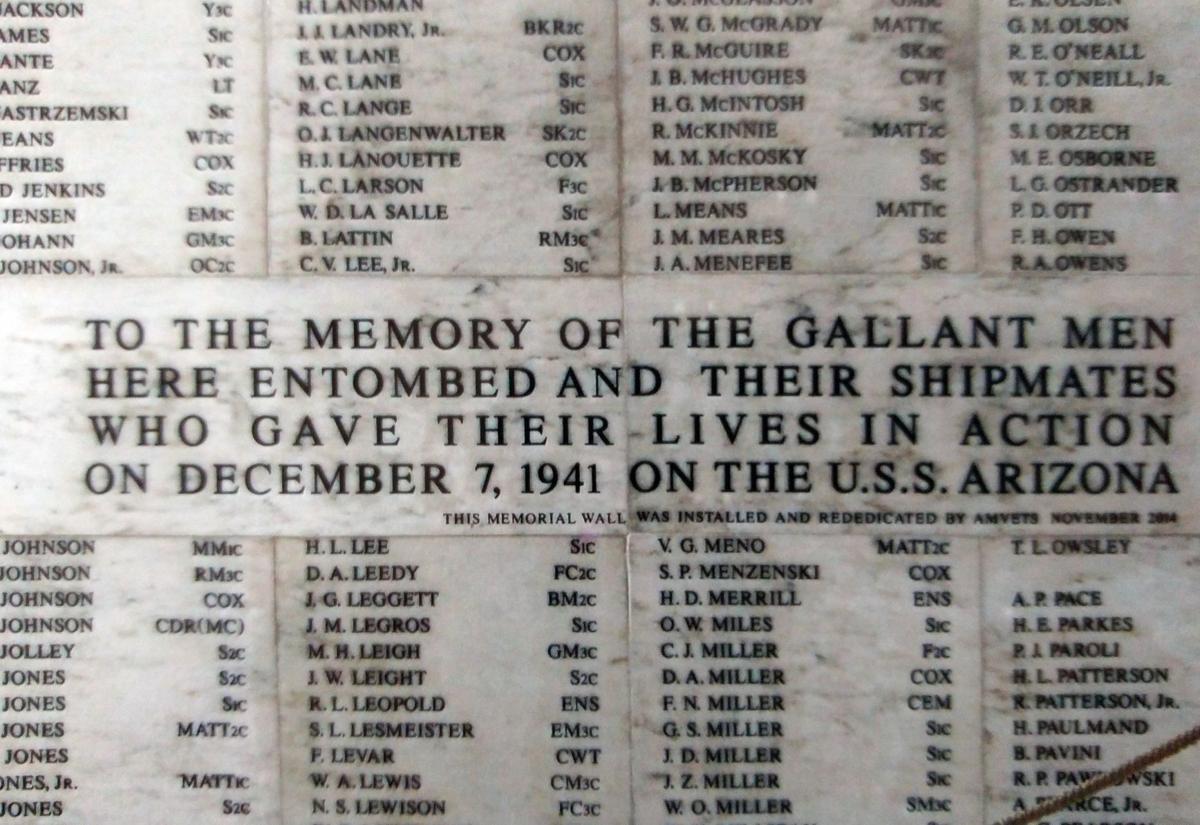 JACKSON Y3C H. LANDMAN
AMES S1C J. J. LANDRY, JR. BKR2C S. W. G. McGRADY MATT1C G. M. OLSON
ANTE Y3C E. W. LANE COX F. R. McGUIRE SK3C R. E. O'NEALL
ANZ LT M. C. LANE S1C J. B. McHUGHES CWT W. T. O'NEILL, JR.
ASTRZEMSKI S1C R. C. LANGE S1C H. G. McINTOSH S1C D. J. ORR
EANS WT2C O. J. LANGENWALTER SK2C R. McKINNIE MATT2C S. J. ORZECH
FFRIES COX H. J. LANOUETTE COX M. M. McKOSKY S1C M. E. OSBORNE
D JENKINS S2C L. C. LARSON F3C J. B. McPHERSON S1C L. G. OSTRANDER
JENSEN EM3C W. D. LA SALLE S1C L. MEANS MATT1C P. D. OTT
OHANN GM3C B. LATTIN RM3C J. M. MEARES S2C F. H. OWEN
JOHNSON, JR. OC2C C. V. LEE, JR. S1C J. A. MENEFEE S1C R. A. OWENS
TO THE MEMORY OF THE GALLANT MEN
HERE ENTOMBED AND THEIR SHIPMATES
WHO GAVE THEIR LIVES IN ACTION
ON DECEMBER 7, 1941 ON THE U.S.S. ARIZONA
THIS MEMORIAL WALL WAS INSTALLED AND REDEDICATED BY AMVETS NOVEMBER 2014
JOHNSON MM1C H. L. LEE S1C V. G. MENO MATT2C T. L. OWSLEY
JOHNSON RM3C D. A. LEEDY FC2C S. P. MENZENSKI COX
JOHNSON COX J. G. LEGGETT BM2C H. D. MERRILL ENS A. P. PACE
JOHNSON CDR(MC) J. M. LEGROS S1C O. W. MILES S1C H. E. PARKES
JOLLEY S2C M. H. LEIGH GM3C C. J. MILLER F2C P. J. PAROLI
JONES S2C J. W. LEIGHT S2C D. A. MILLER COX H. L. PATTERSON
JONES S1C R. L. LEOPOLD ENS F. N. MILLER CEM R. PATTERSON, JR.
JONES MATT2C S. L. LESMEISTER EM3C G. S. MILLER S1C H. PAULMAND
JONES F. LEVAR CWT J. D. MILLER S1C B. PAVINI
ONES, JR. MATT1C W. A. LEWIS CM3C J. Z. MILLER S1C R. P.
JONES S2C N. S. LEWISON FC3C W. O. MILLER SM3C A. JR.